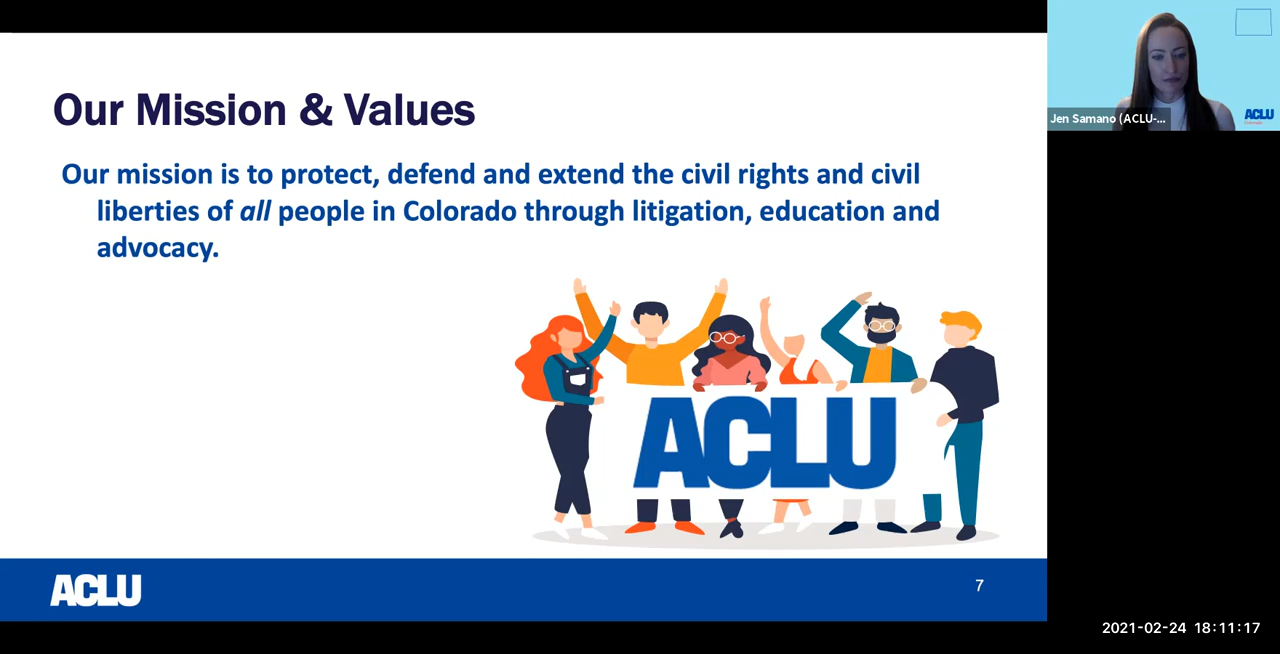 Our Mission & Values
Our mission is to protect, defend and extend the civil rights and civil
liberties of all people in Colorado through litigation, education and
advocacy.
ACLU
ACLU
7
Jen Samano (ACLU-...
ACLU
2021-02-24 18:11:17